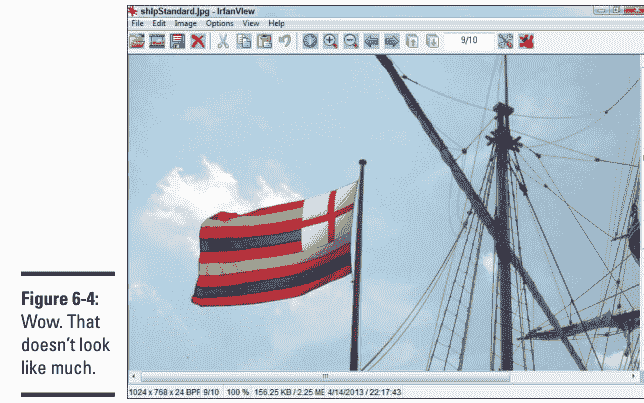 shipStandard.jpg - IrfanView
File Edit Image Options View Help
9/10
Figure 6-4:
Wow. That
doesn't look
like much.
1024 x 768 x 24 BPP 9/10 100 % 156.25 KB / 2.25 ME 4/14/2013 / 22:17:43